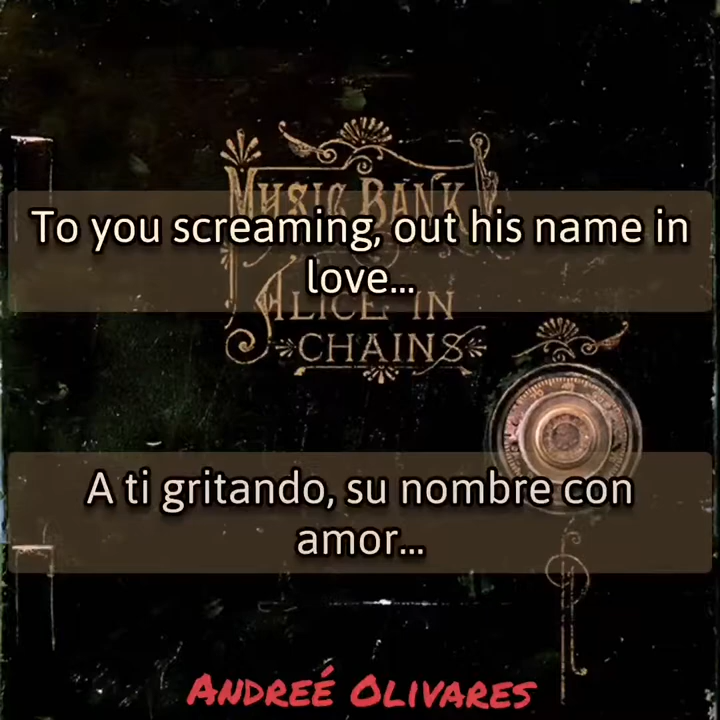 MUSIC BANK
To you screaming, out his name in
love...
ALICE IN
CHAINS
A ti gritando, su nombre con
amor...
ANDREÉ OLIVARES